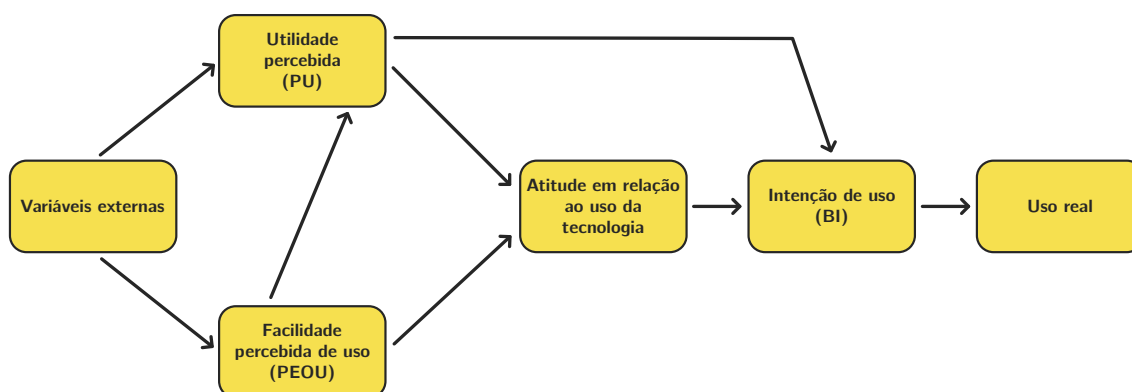 Utilidade
percebida
(PU)
Variáveis externas
Atitude em relação
ao uso da
tecnologia
Intenção de uso
(BI)
Uso real
Facilidade
percebida de uso
(PEOU)